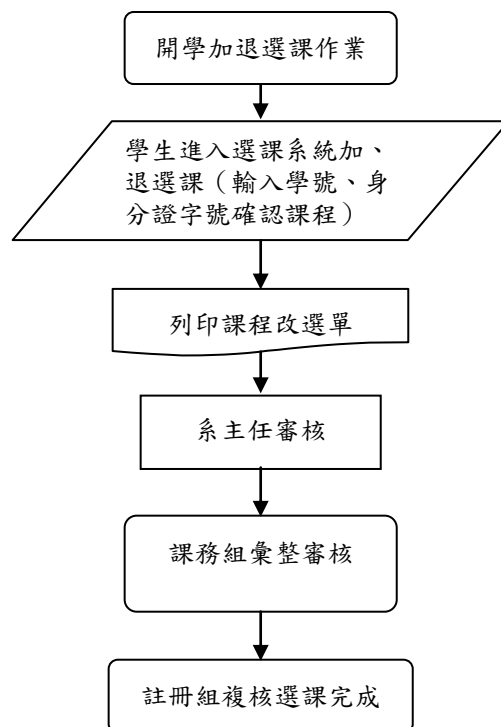 開學加退選課作業
學生進入選課系統加、
退選課（輸入學號、身
分證字號確認課程）
列印課程改選單
系主任審核
課務組彙整審核
註冊組複核選課完成